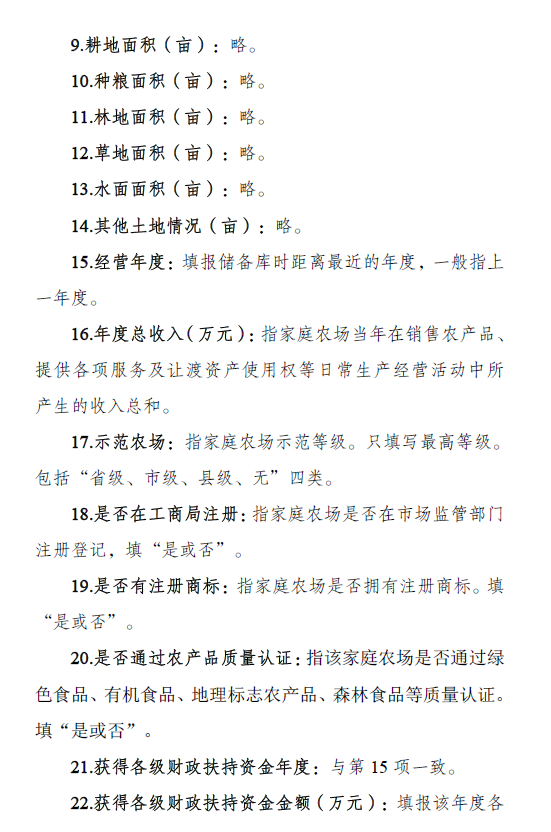 9.耕地面积（亩）：略。
10.种粮面积（亩）：略。
11.林地面积（亩）：略。
12.草地面积（亩）：略。
13.水面面积（亩）：略。
14.其他土地情况（亩）：略。
15.经营年度：填报储备库时距离最近的年度，一般指上
一年度。
16.年度总收入（万元）：指家庭农场当年在销售农产品、
提供各项服务及让渡资产使用权等日常生产经营活动中所
产生的收入总和。
17.示范农场：指家庭农场示范等级。只填写最高等级。
包括“省级、市级、县级、无”四类。
18.是否在工商局注册：指家庭农场是否在市场监管部门
注册登记，填“是或否”。
19.是否有注册商标：指家庭农场是否拥有注册商标。填
“是或否”。
20.是否通过农产品质量认证：指该家庭农场是否通过绿
色食品、有机食品、地理标志农产品、森林食品等质量认证。
填“是或否”。
21.获得各级财政扶持资金年度：与第 15 项一致。
22.获得各级财政扶持资金金额（万元）：填报该年度各